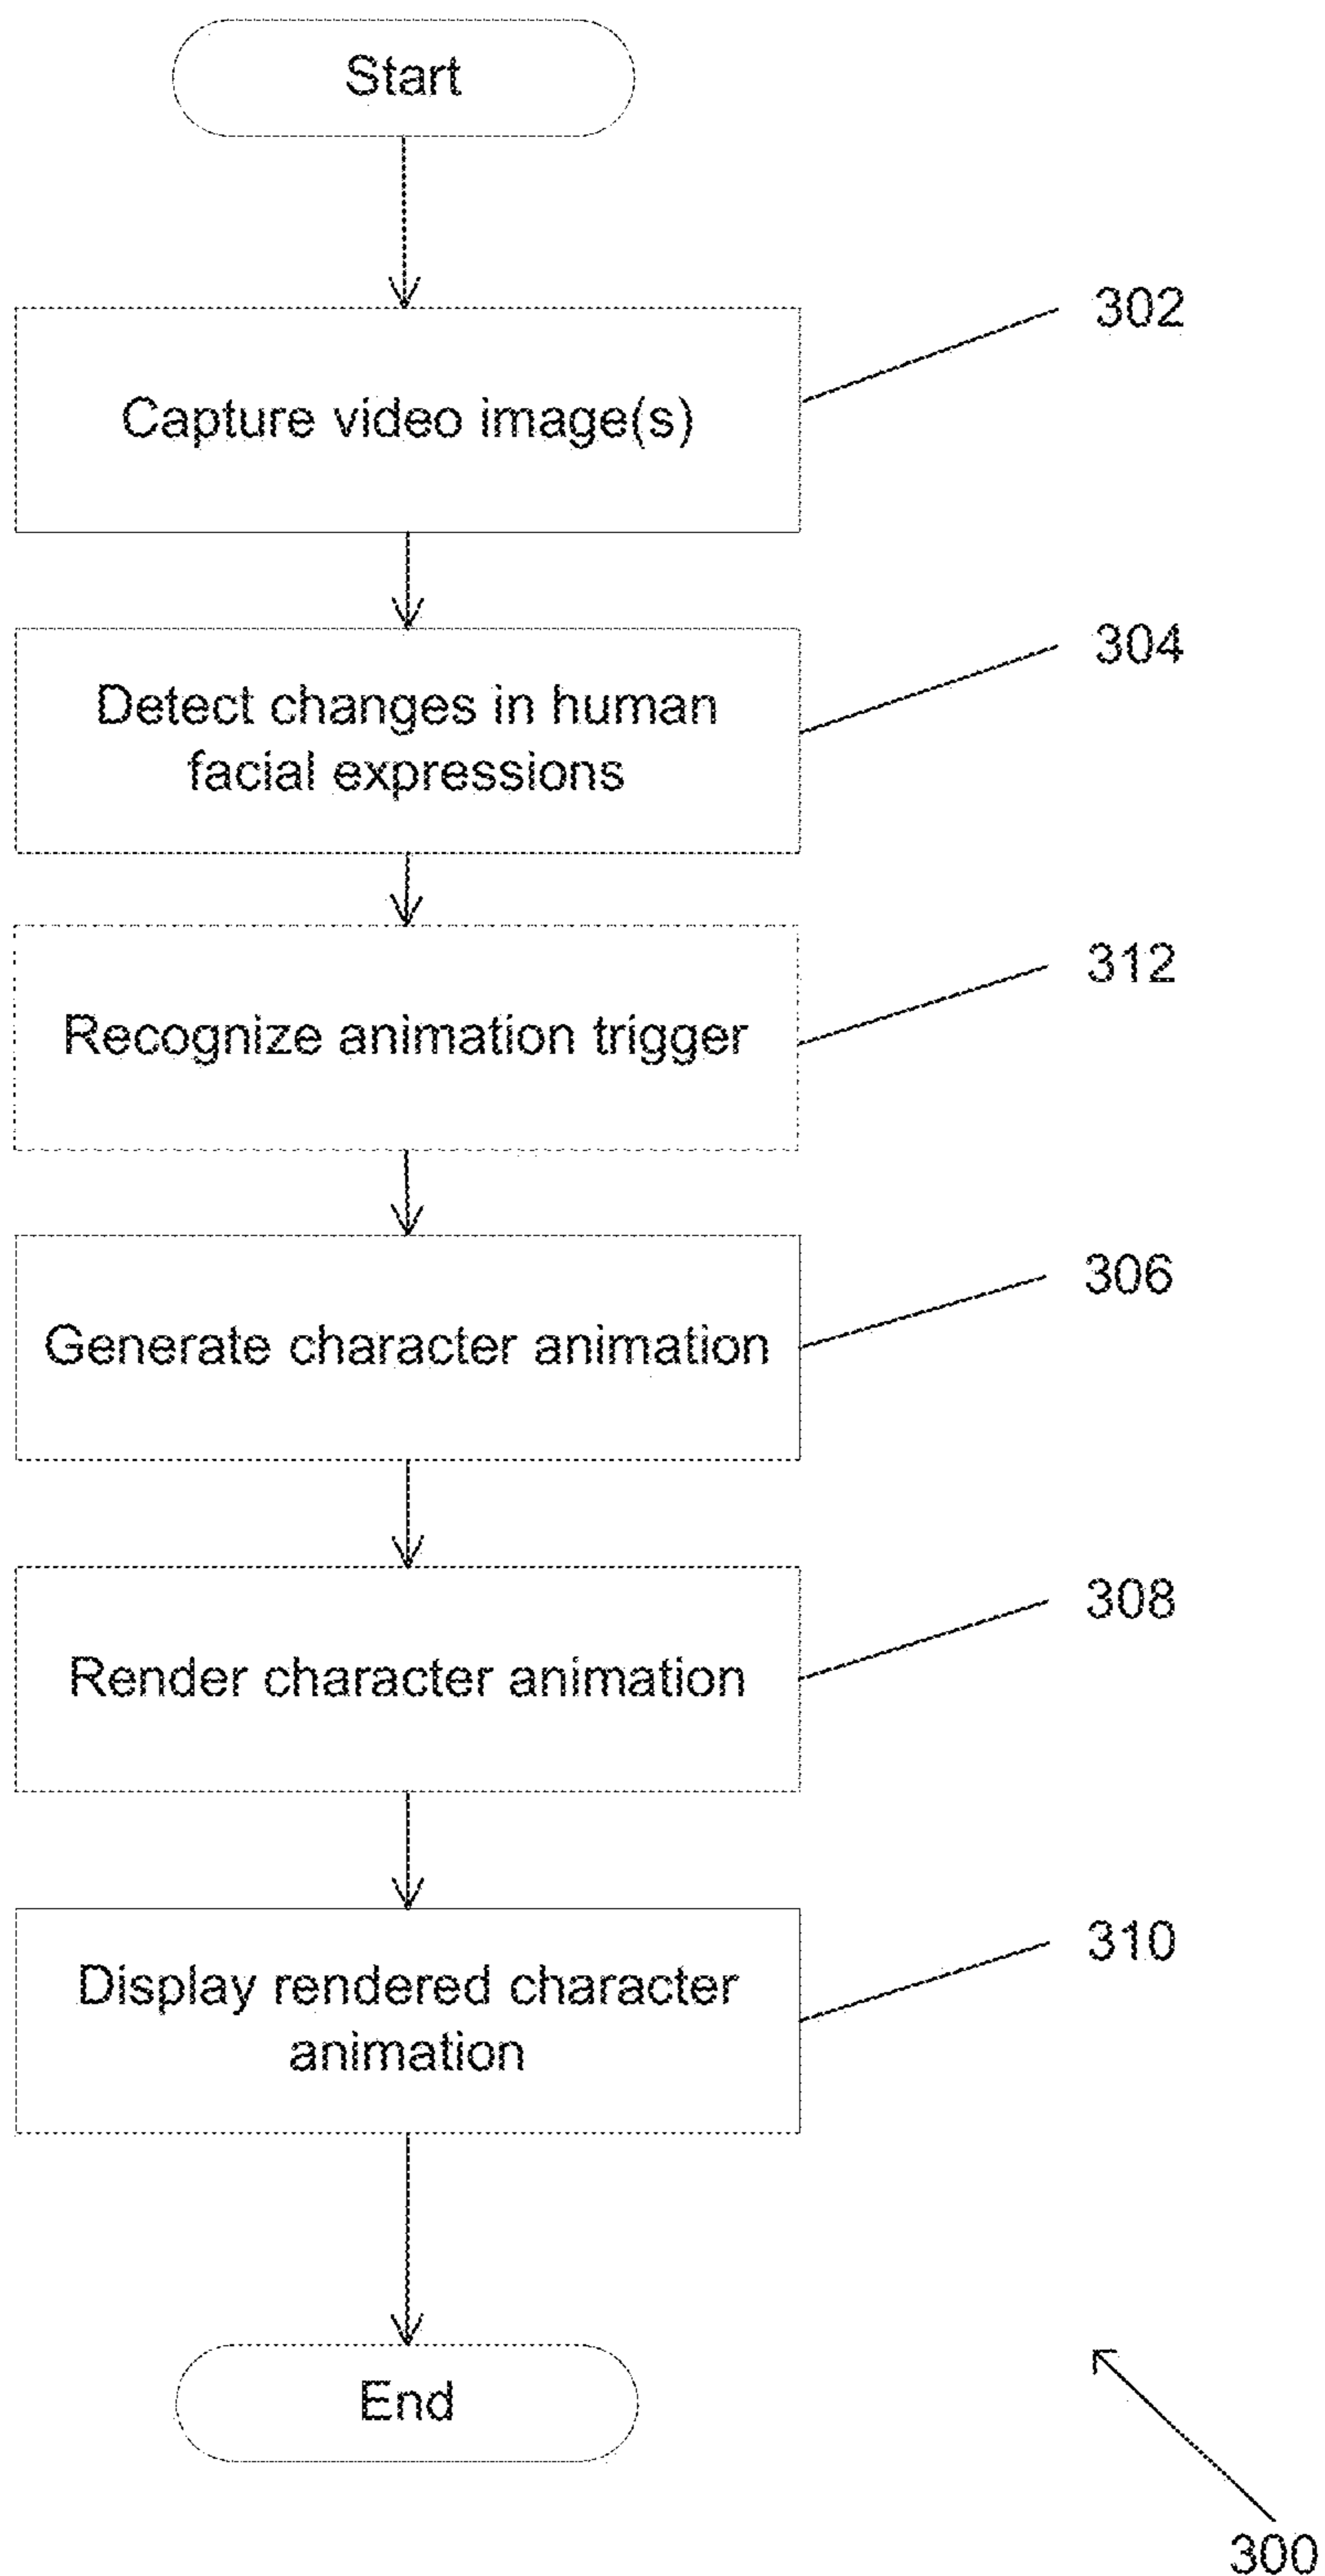 Start
302
Capture video image(s)
304
Detect changes in human
facial expressions
312
Recognize animation trigger
306
Generate character animation
308
Render character animation
310
Display rendered character
animation
End
300